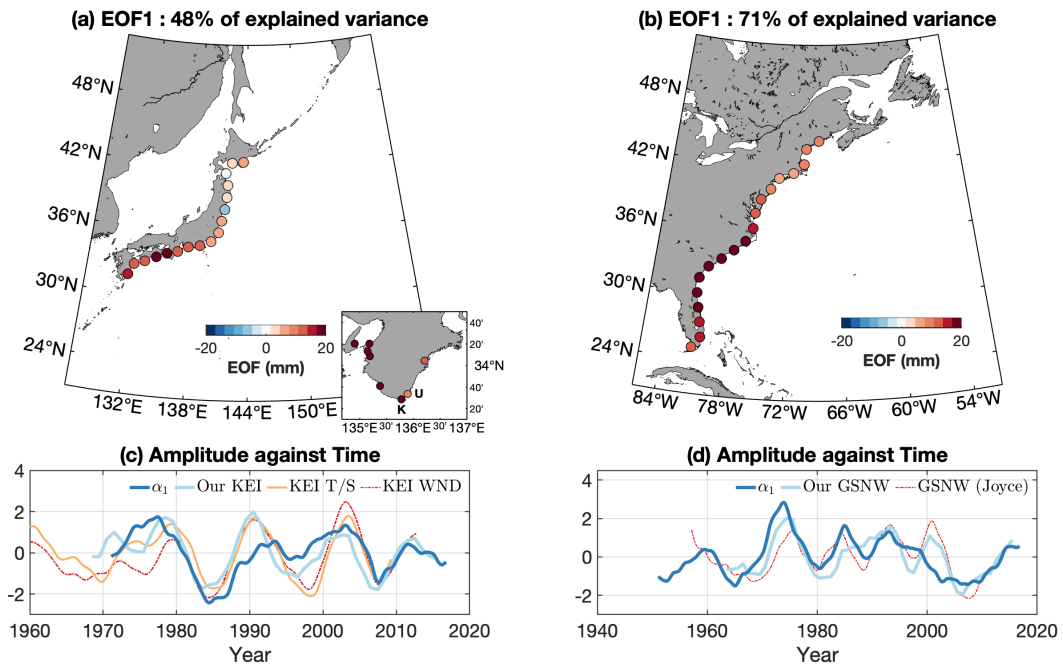 (a) EOF1 : 48% of explained variance
(b) EOF1 : 71% of explained variance
48°N
42°N
36°N
30°N
24°N
132°E
138°E
144°E
150°E
-20
0
20
EOF (mm)
40'
20'
34°N
40'
20'
U
K
135°E
30'
136°E
30'
137°E
48°N
42°N
36°N
30°N
24°N
84°W
78°W
72°W
66°W
60°W
54°W
-20
0
20
EOF (mm)
(c) Amplitude against Time
α₁ Our KEI KEI T/S KEI WND
4
2
0
-2
1960 1970 1980 1990 2000 2010 2020
Year
(d) Amplitude against Time
α₁ Our GSNW GSNW (Joyce)
4
2
0
-2
1940 1960 1980 2000 2020
Year